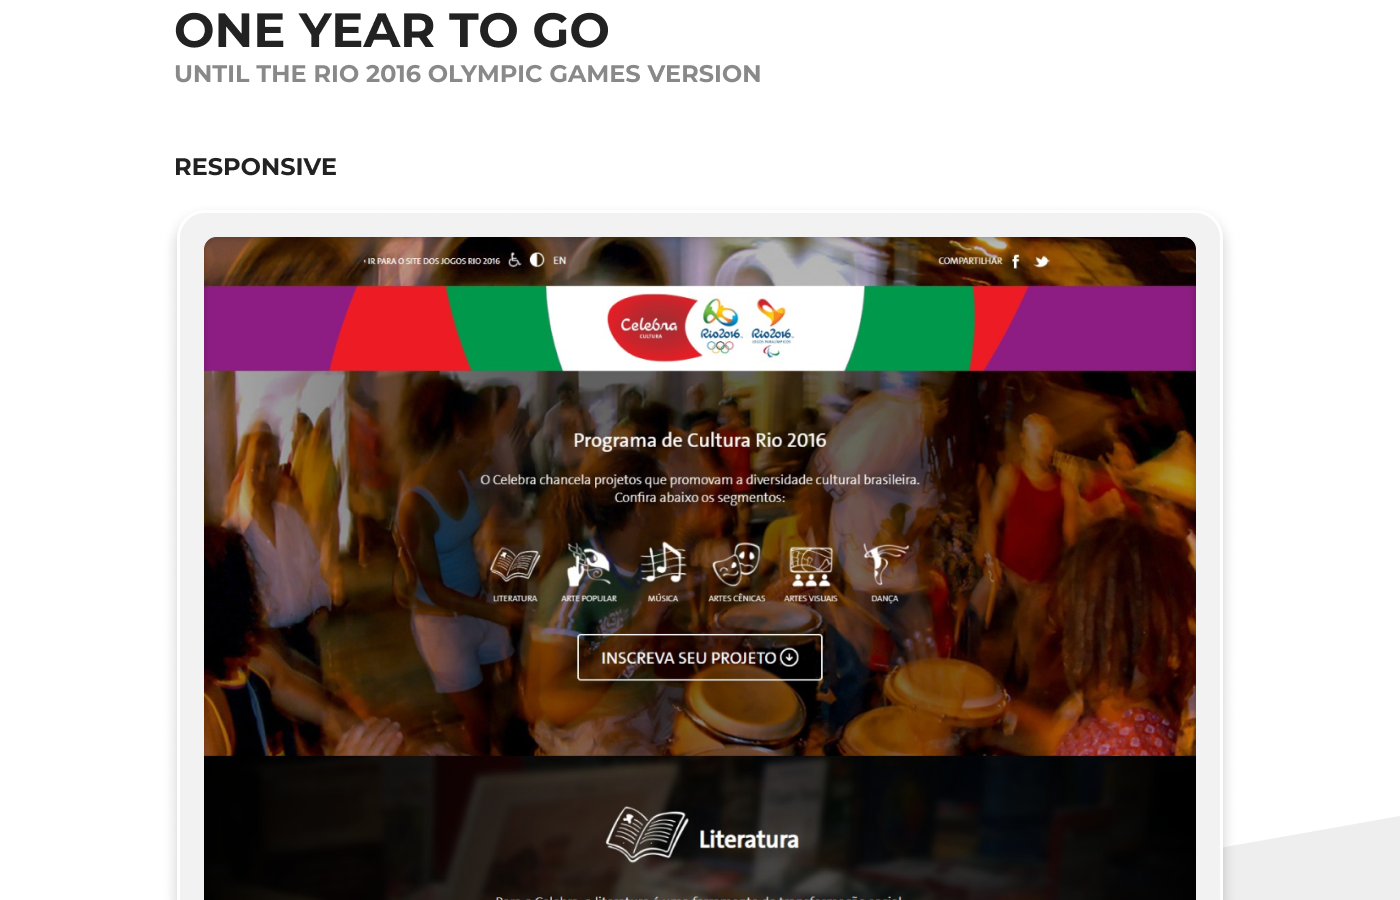 ONE YEAR TO GO
UNTIL THE RIO 2016 OLYMPIC GAMES VERSION
RESPONSIVE
IR PARA O SITE DOS JOGOS RIO 2016 EN COMPARTILHAR
Celebra
CULTURA
Rio2016 Rio2016
Programa de Cultura Rio 2016
O Celebra chancela projetos que promovam a diversidade cultural brasileira.
Confira abaixo os segmentos:
LITERATURA ARTE POPULAR MÚSICA ARTES CÊNICAS ARTES VISUAIS DANÇA
INSCREVA SEU PROJETO
Literatura